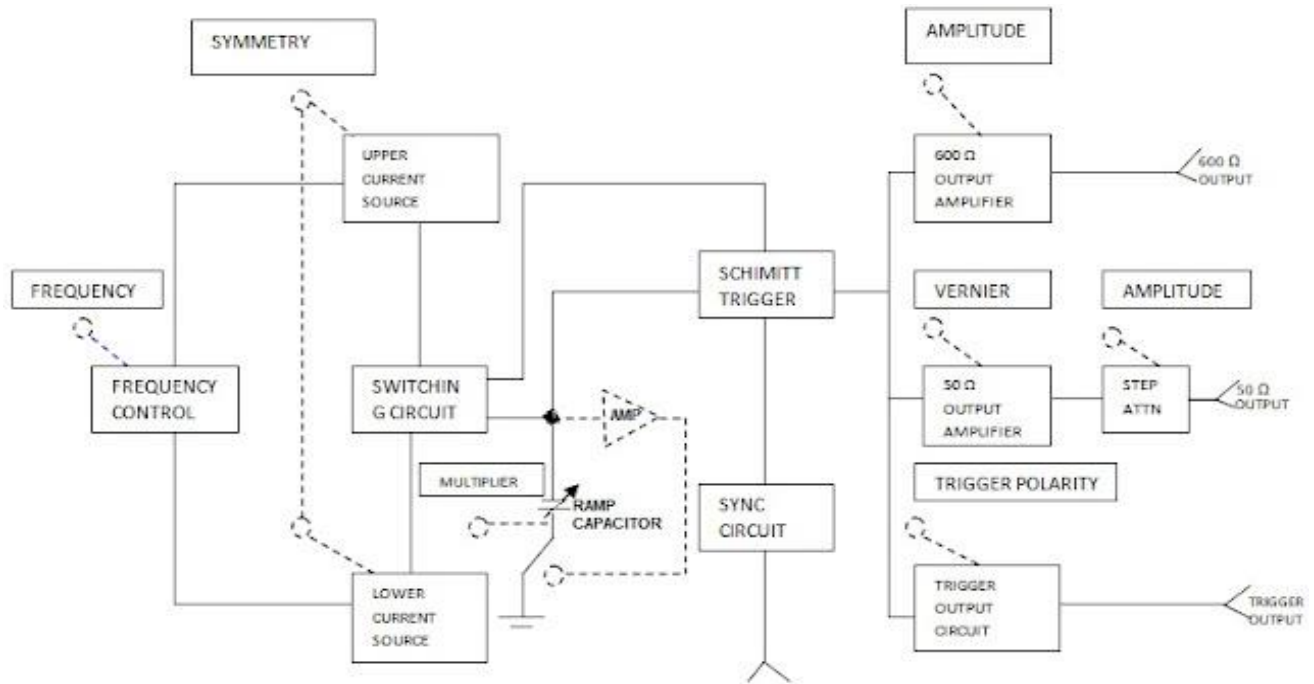 SYMMETRY
AMPLITUDE
UPPER
CURRENT
SOURCE
600 Ω
OUTPUT
AMPLIFIER
600 Ω
OUTPUT
FREQUENCY
SCHIMITT
TRIGGER
VERNIER
AMPLITUDE
FREQUENCY
CONTROL
SWITCHIN
G CIRCUIT
AMP
50 Ω
OUTPUT
AMPLIFIER
STEP
ATTN
50 Ω
OUTPUT
MULTIPLIER
RAMP
CAPACITOR
SYNC
CIRCUIT
TRIGGER POLARITY
LOWER
CURRENT
SOURCE
TRIGGER
OUTPUT
CIRCUIT
TRIGGER
OUTPUT